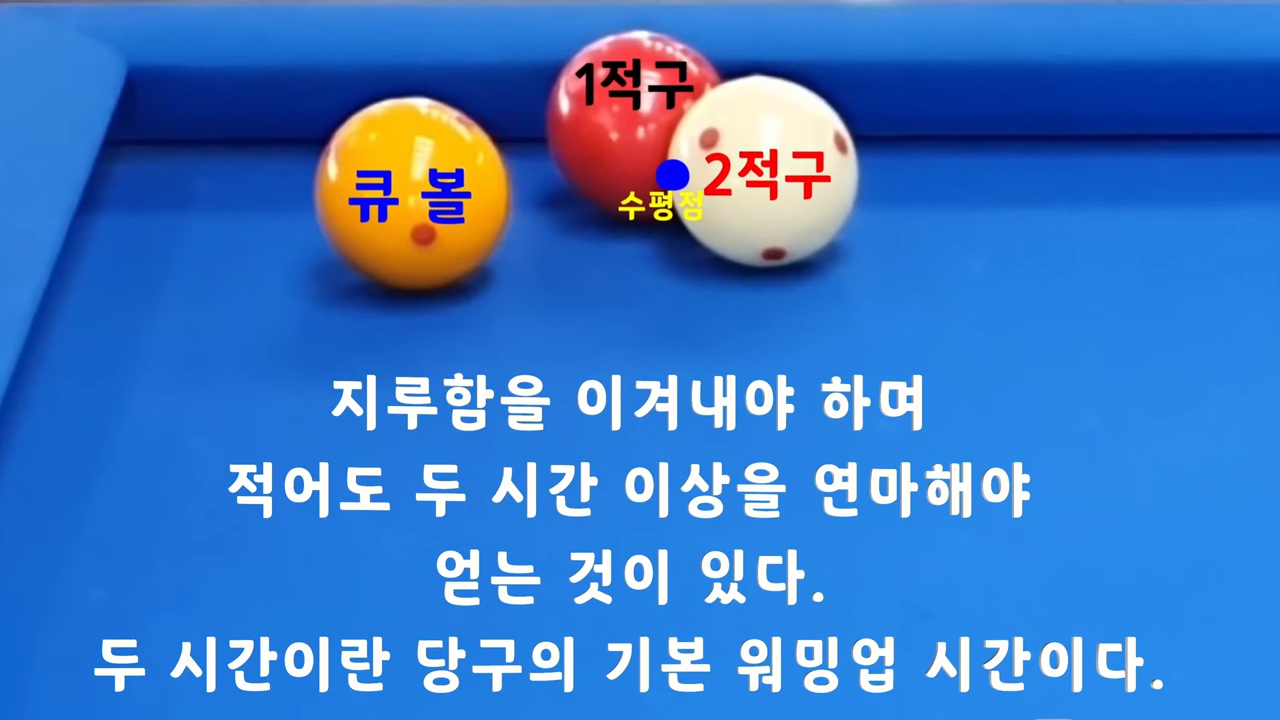 1적구
큐 볼
2적구
수평점
지루함을 이겨내야 하며
적어도 두 시간 이상을 연마해야
얻는 것이 있다.
두 시간이란 당구의 기본 워밍업 시간이다.